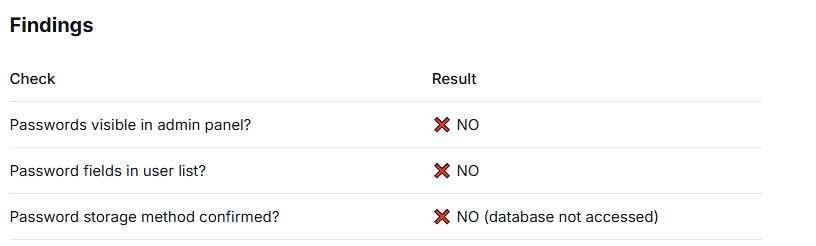 Findings
Check Result
Passwords visible in admin panel? ❌ NO
Password fields in user list? ❌ NO
Password storage method confirmed? ❌ NO (database not accessed)